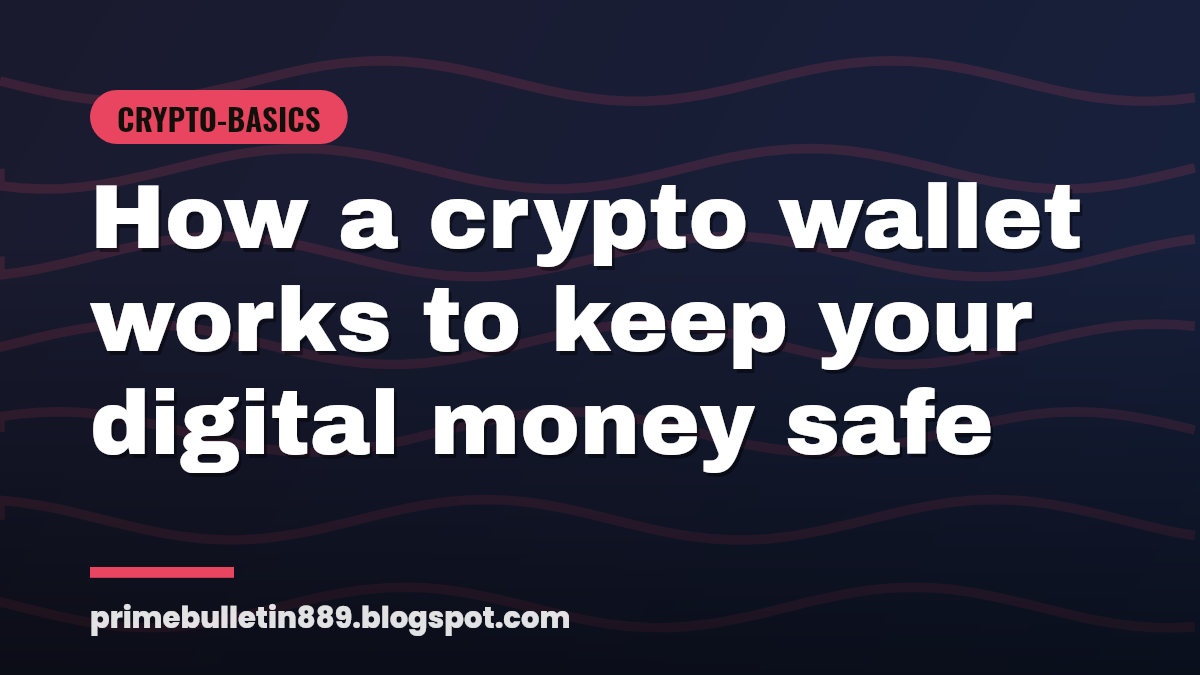 CRYPTO-BASICS
How a crypto wallet
works to keep your
digital money safe
primebulletin889.blogspot.com